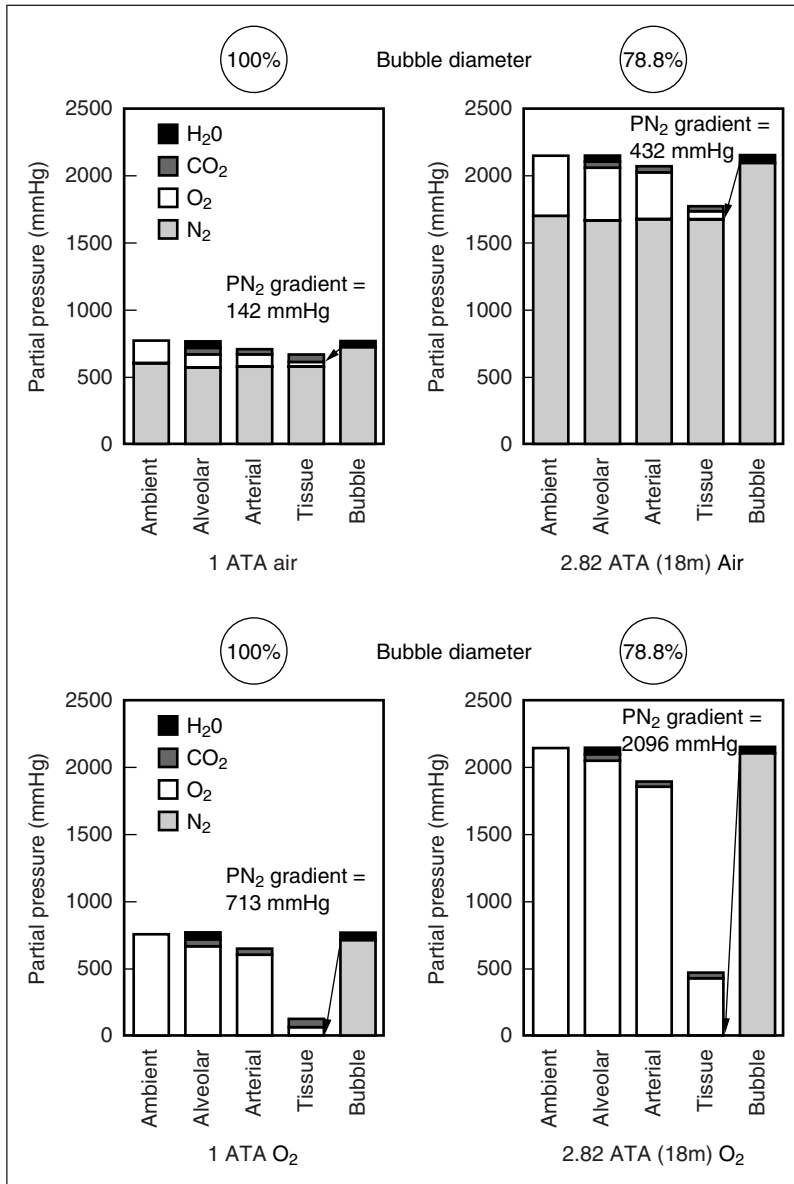 100% Bubble diameter 78.8%
2500
2000
1500
1000
500
0
Partial pressure (mmHg)
H₂0
CO₂
O₂
N₂
PN₂ gradient =
142 mmHg
Ambient
Alveolar
Arterial
Tissue
Bubble
1 ATA air
2500
2000
1500
1000
500
0
Partial pressure (mmHg)
PN₂ gradient =
432 mmHg
Ambient
Alveolar
Arterial
Tissue
Bubble
2.82 ATA (18m) Air
100% Bubble diameter 78.8%
2500
2000
1500
1000
500
0
Partial pressure (mmHg)
H₂0
CO₂
O₂
N₂
PN₂ gradient =
713 mmHg
Ambient
Alveolar
Arterial
Tissue
Bubble
1 ATA O₂
2500
2000
1500
1000
500
0
Partial pressure (mmHg)
PN₂ gradient =
2096 mmHg
Ambient
Alveolar
Arterial
Tissue
Bubble
2.82 ATA (18m) O₂